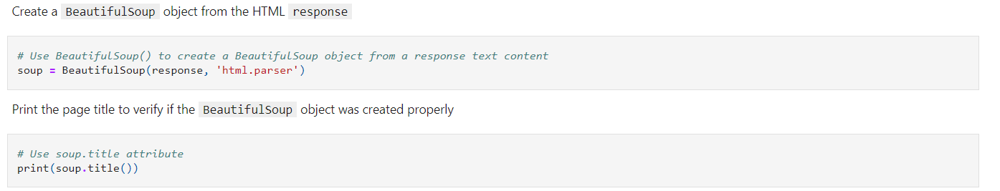 Create a BeautifulSoup object from the HTML response
# Use BeautifulSoup() to create a BeautifulSoup object from a response text content
soup = BeautifulSoup(response, 'html.parser')
Print the page title to verify if the BeautifulSoup object was created properly
# Use soup.title attribute
print(soup.title())